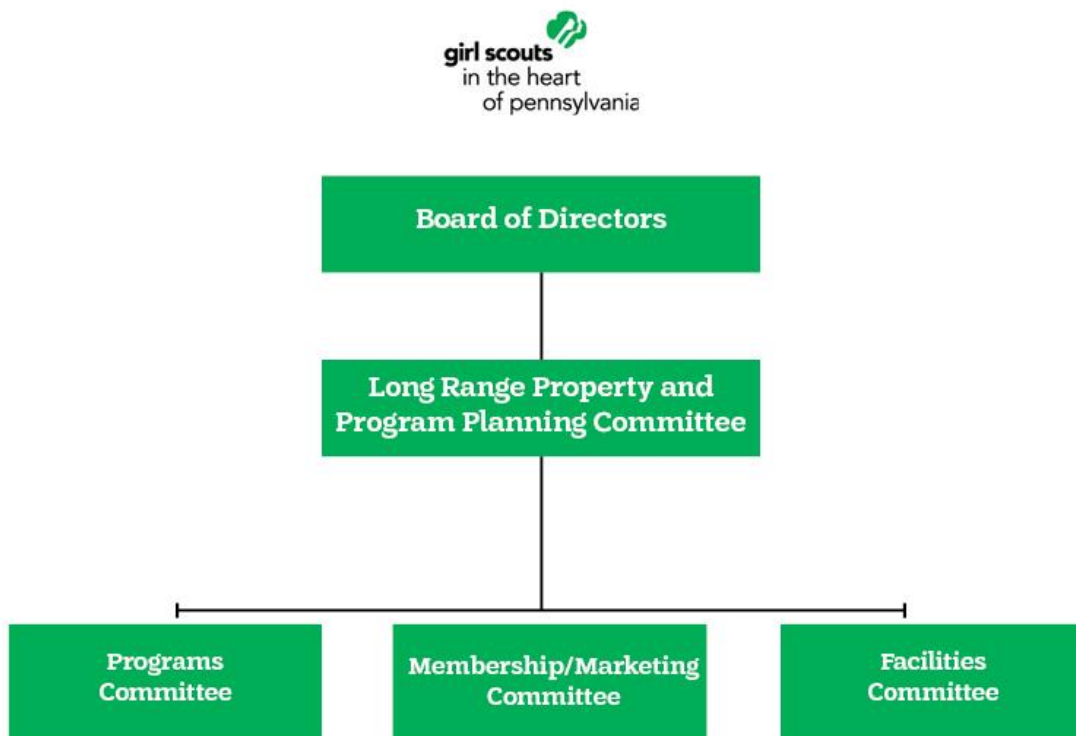 girl scouts
in the heart
of pennsylvania
Board of Directors
Long Range Property and
Program Planning Committee
Programs
Committee
Membership/Marketing
Committee
Facilities
Committee